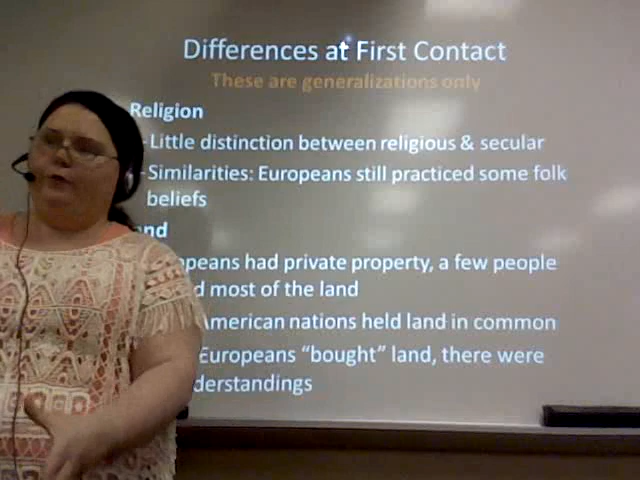 Differences at First Contact
These are generalizations only
Religion
- Little distinction between religious & secular
- Similarities: Europeans still practiced some folk
beliefs
nd
peans had private property, a few people
d most of the land
American nations held land in common
Europeans "bought" land, there were
derstandings